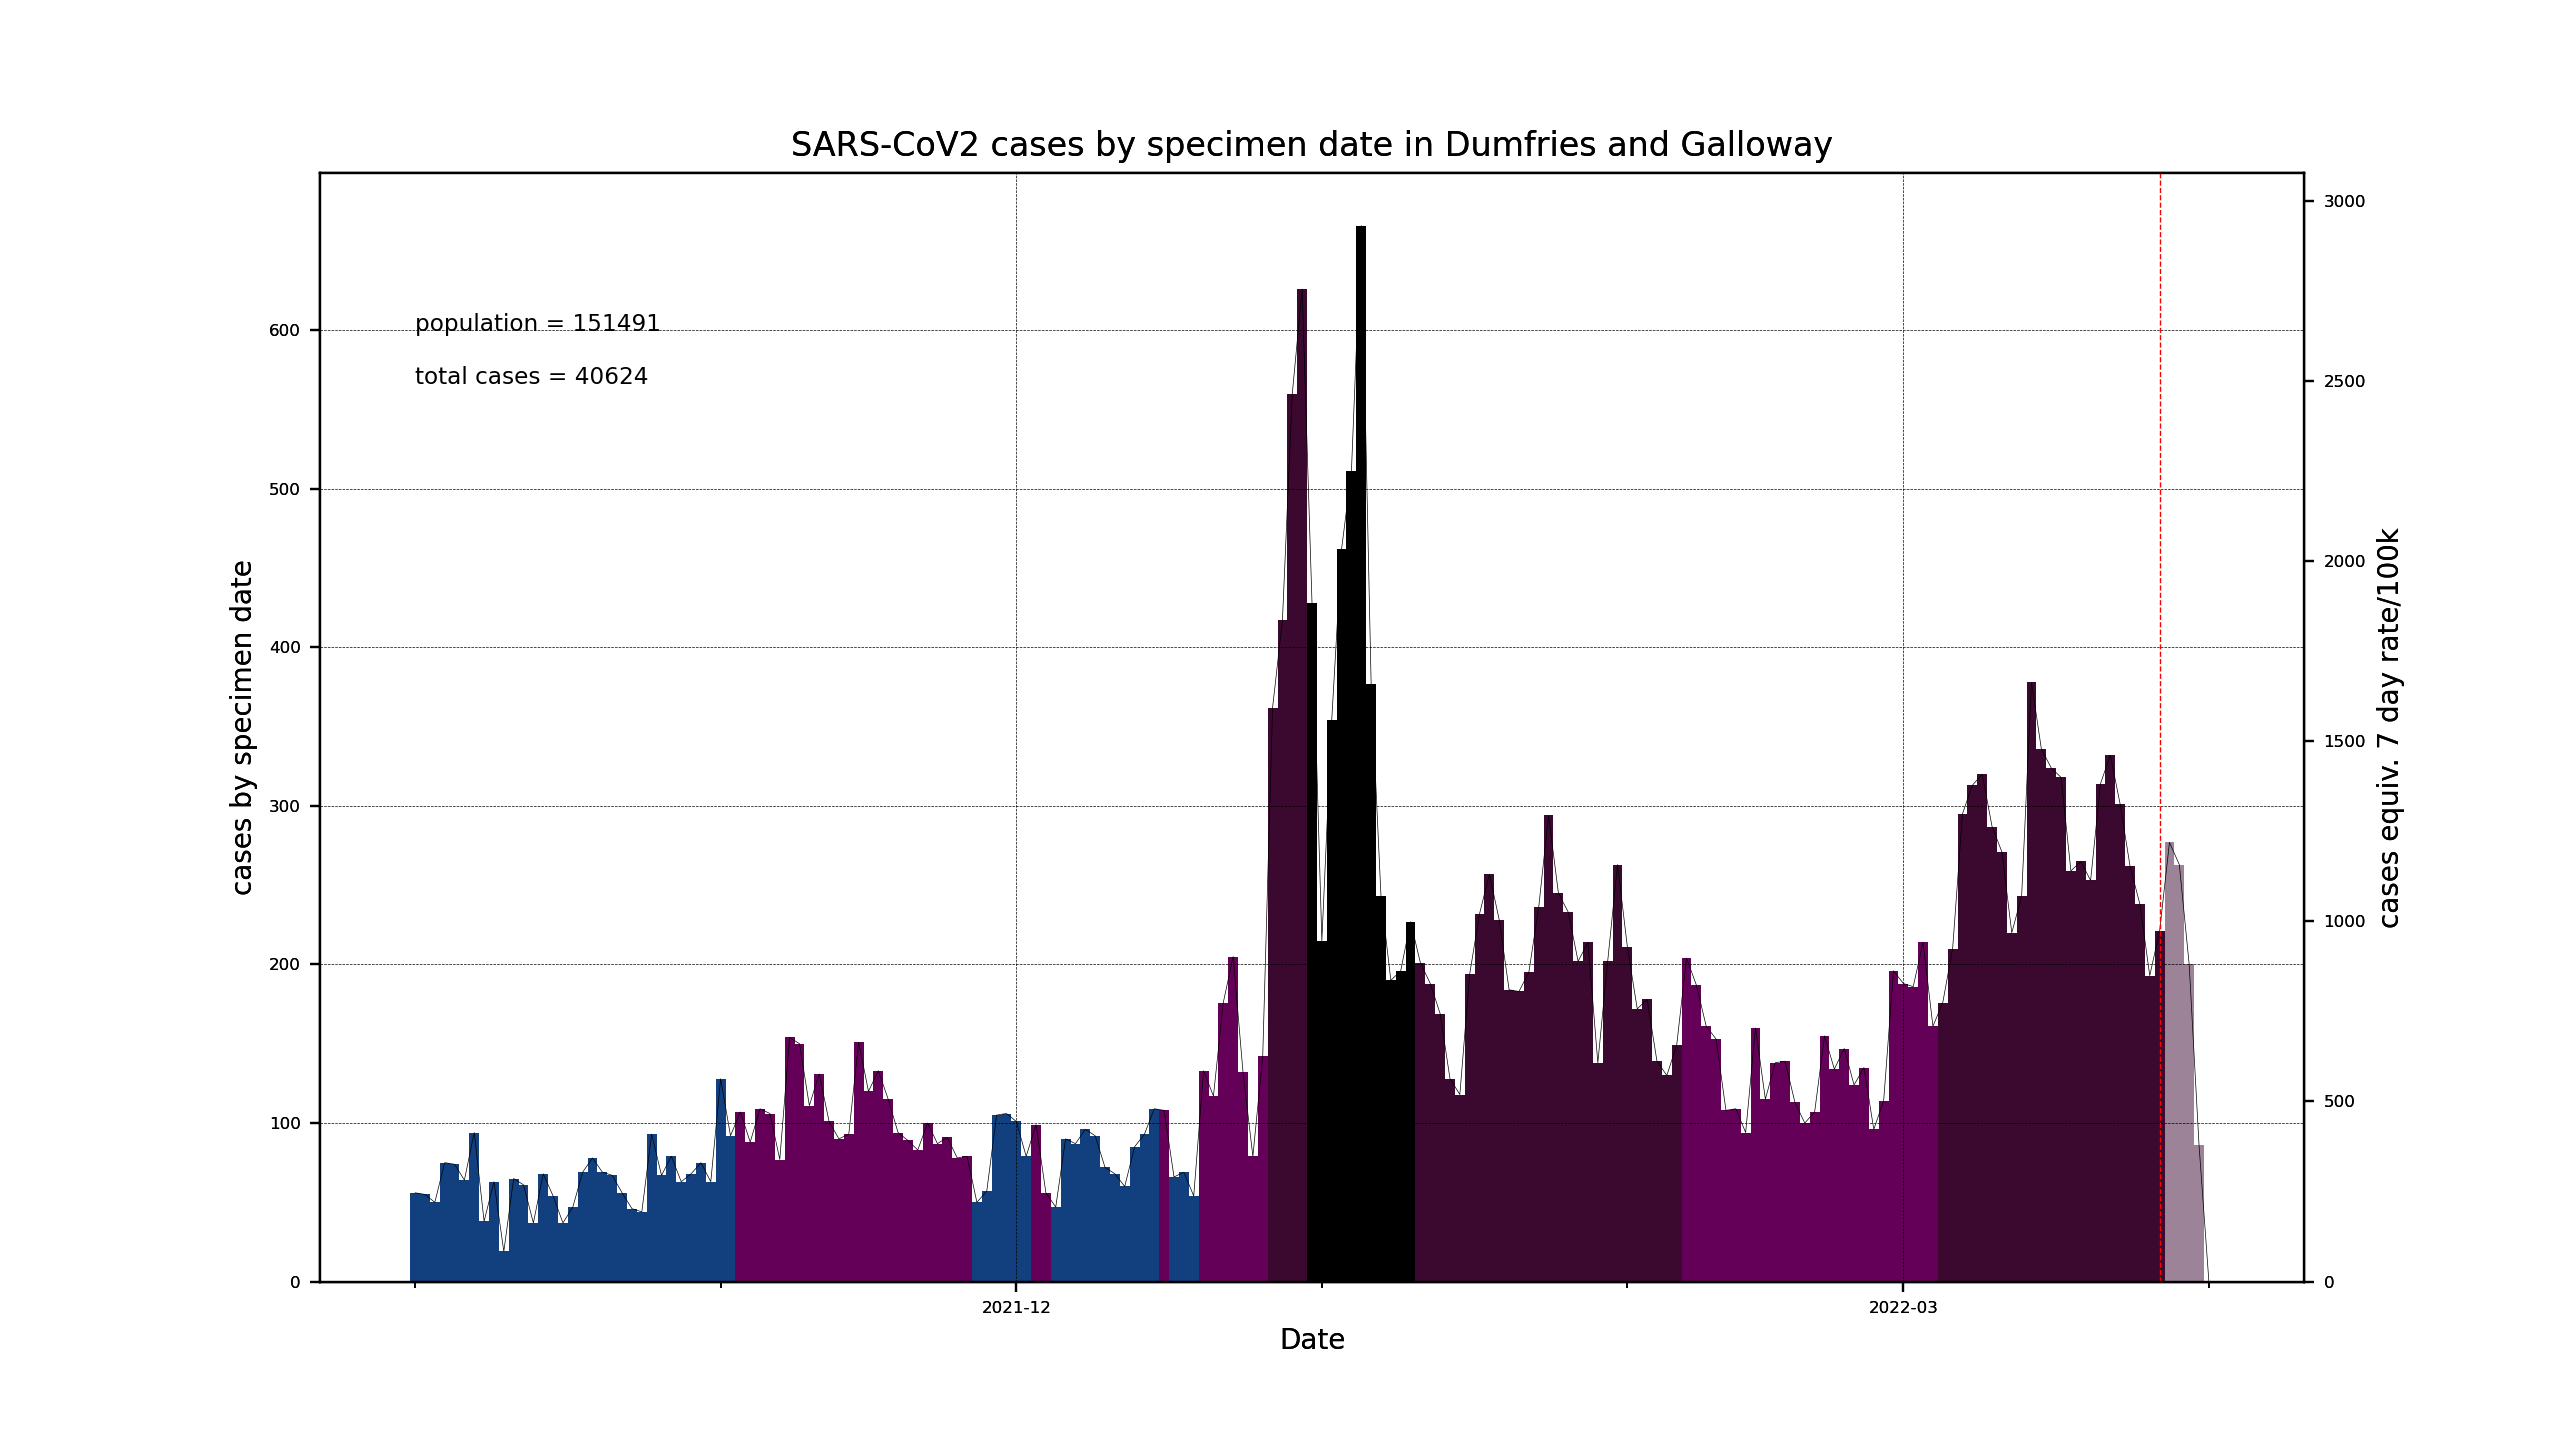 SARS-CoV2 cases by specimen date in Dumfries and Galloway
population = 151491
total cases = 40624
cases by specimen date
600
500
400
300
200
100
0
3000
2500
2000
1500
1000
500
0
cases equiv. 7 day rate/100k
2021-12
2022-03
Date